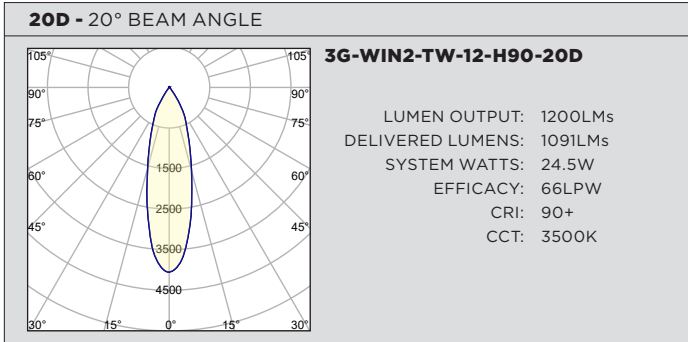 20D - 20° BEAM ANGLE
3G-WIN2-TW-12-H90-20D
LUMEN OUTPUT: 1200LMs
DELIVERED LUMENS: 1091LMs
SYSTEM WATTS: 24.5W
EFFICACY: 66LPW
CRI: 90+
CCT: 3500K
105° 105°
90° 90°
75° 75°
1500
60° 60°
2500
45° 45°
3500
4500
30° 15° 0° 15° 30°